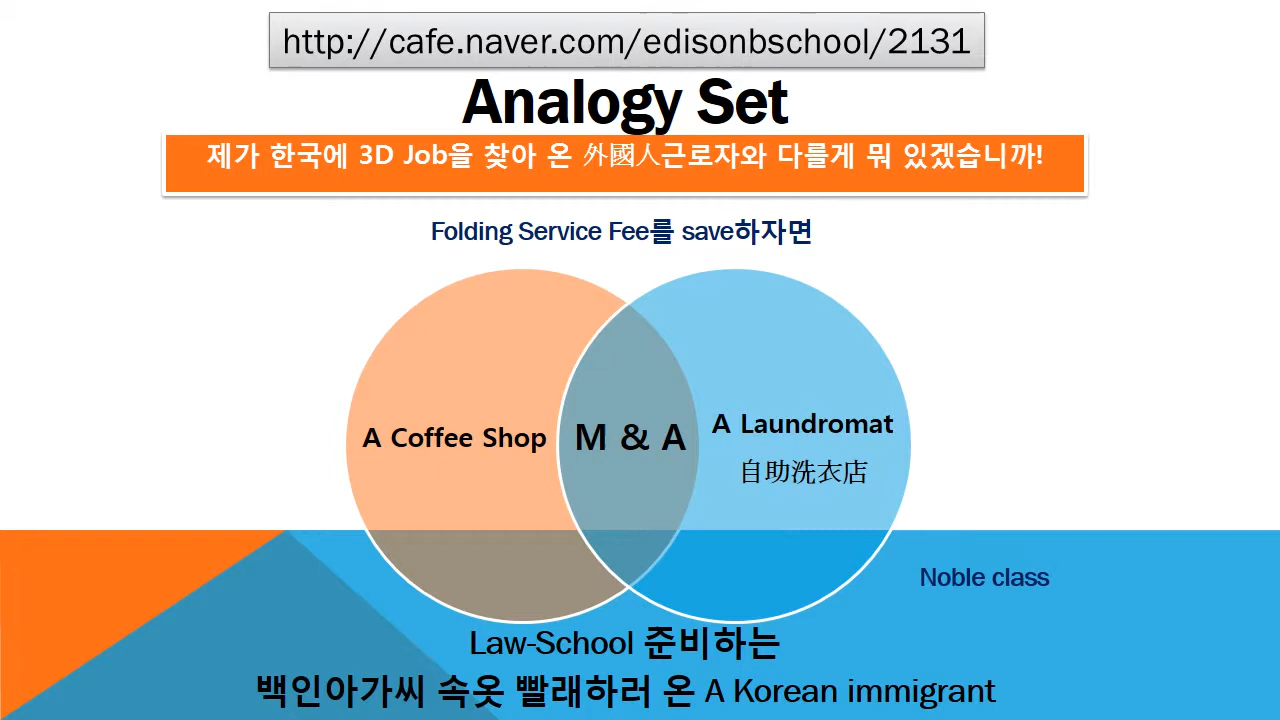 http://cafe.naver.com/edisonbschool/2131
Analogy Set
제가 한국에 3D Job을 찾아 온 外國人근로자와 다를게 뭐 있겠습니까!
Folding Service Fee를 save하자면
A Coffee Shop
M & A
A Laundromat
自助洗衣店
Noble class
Law-School 준비하는
백인아가씨 속옷 빨래하러 온 A Korean immigrant